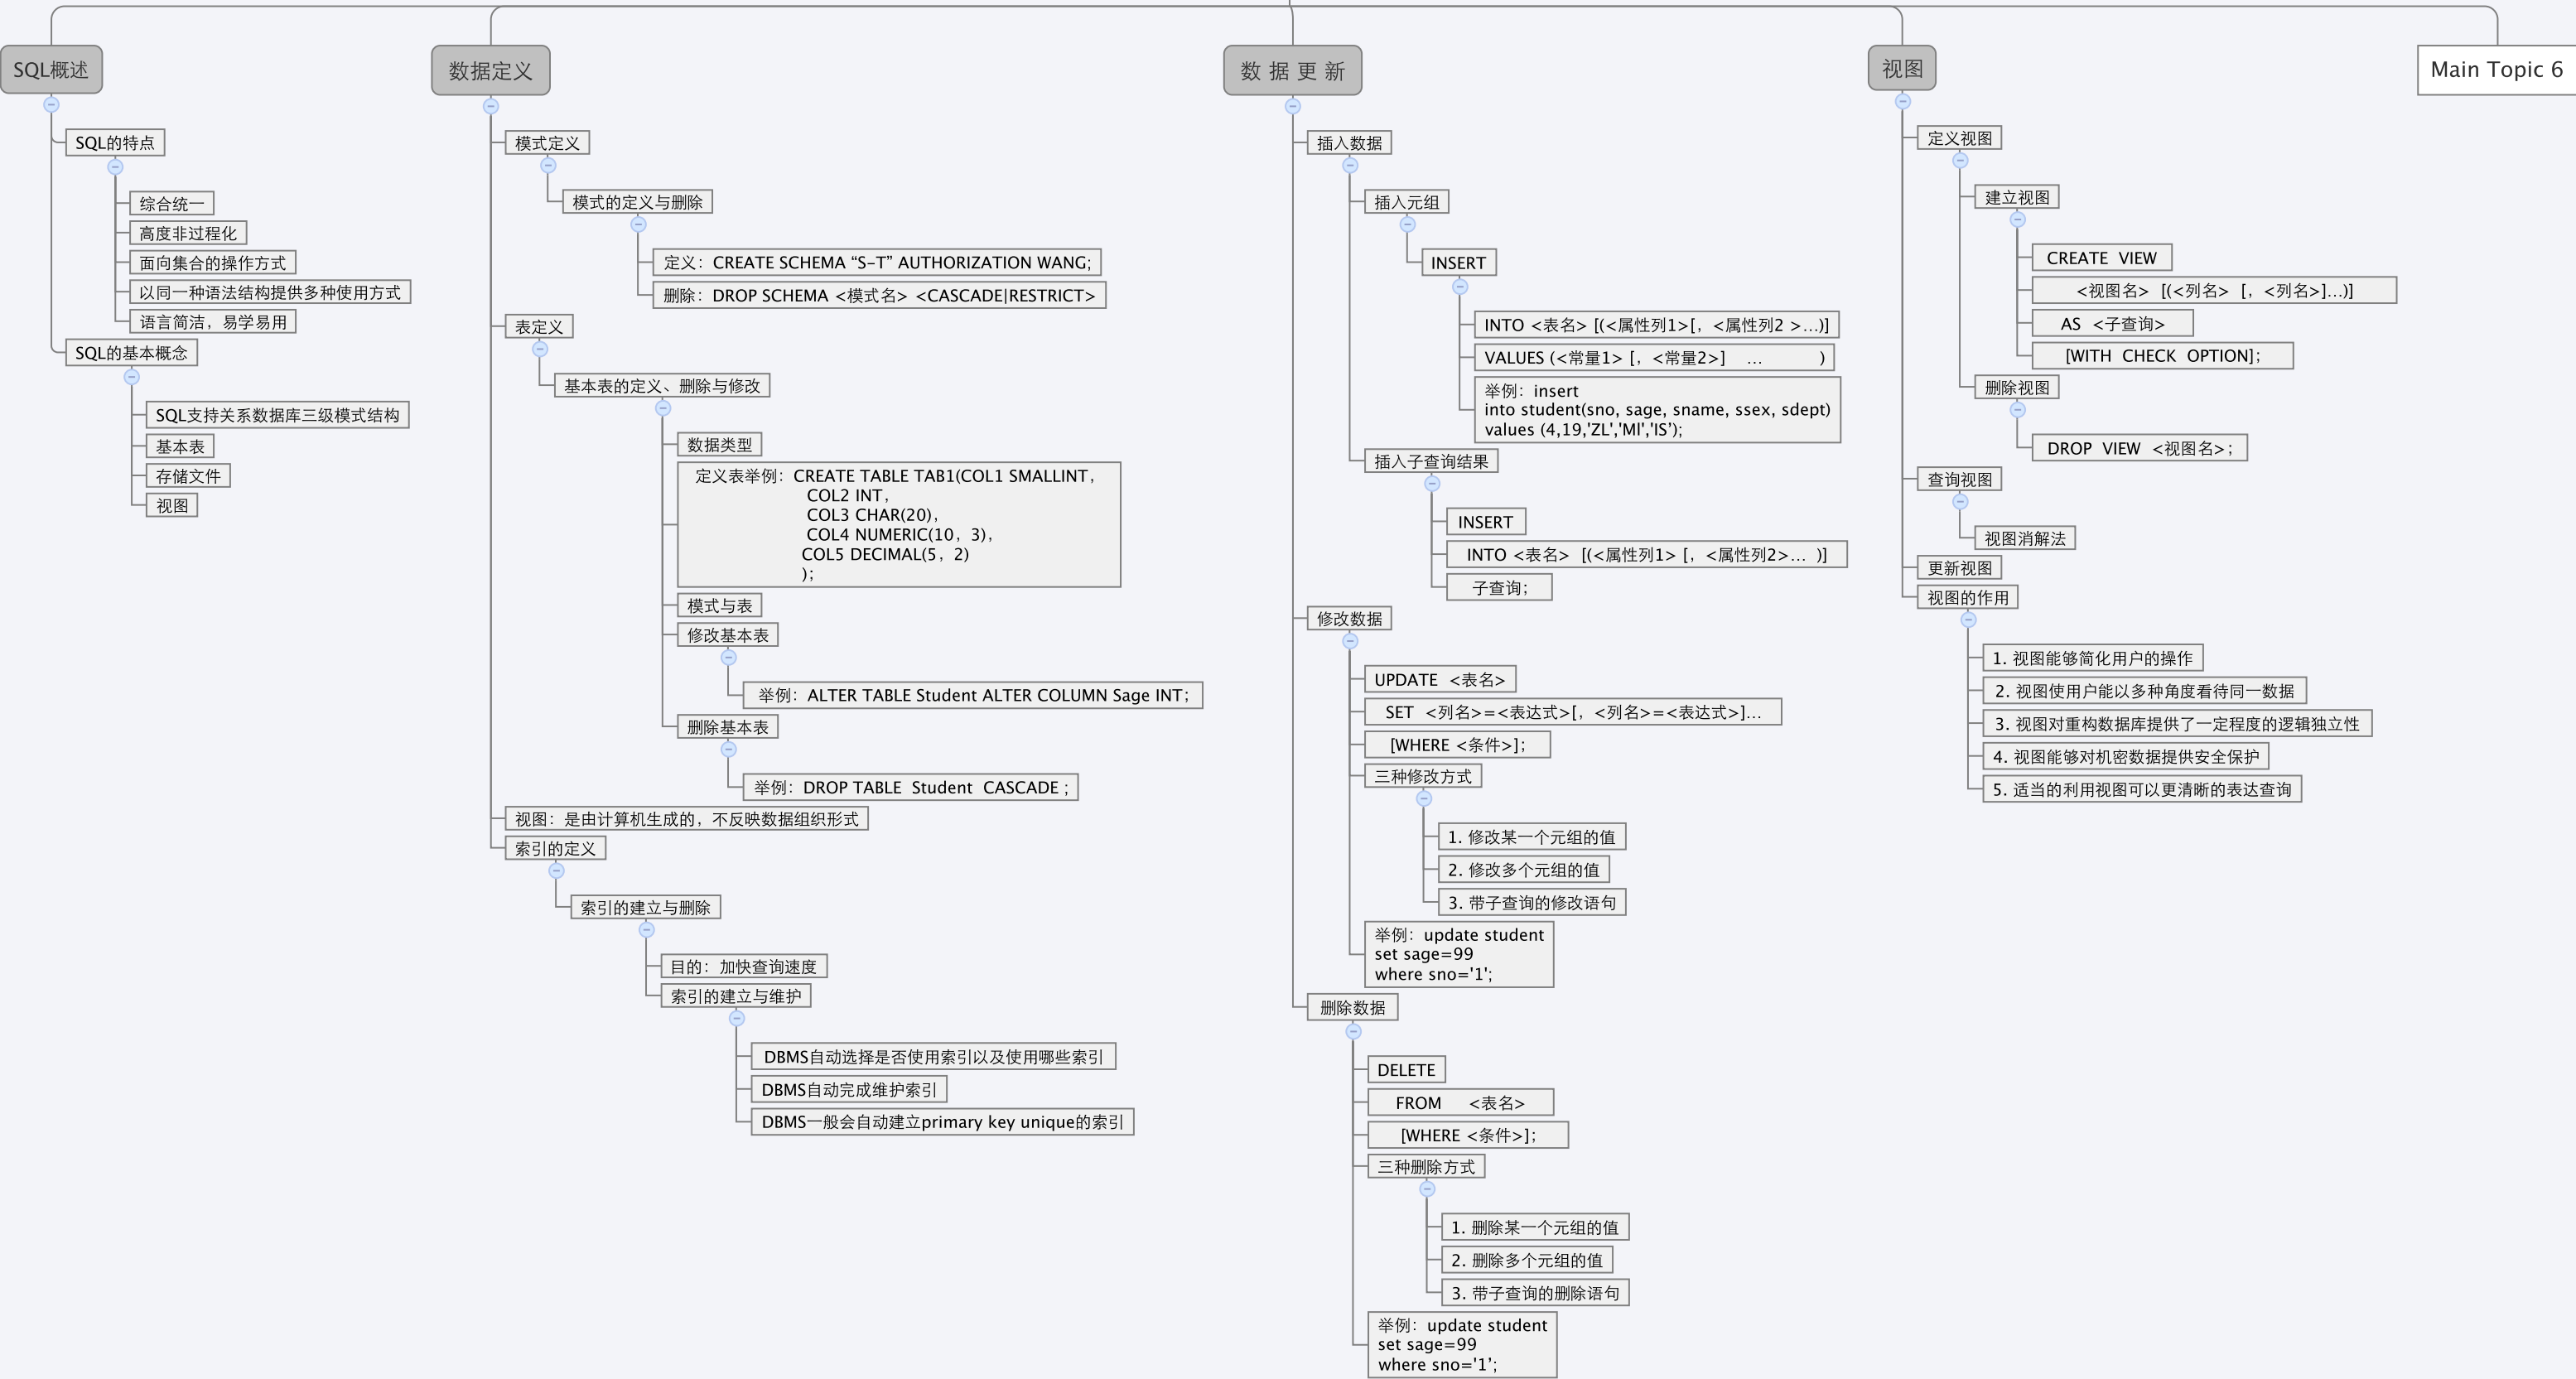 SQL概述
SQL的特点
综合统一
高度非过程化
面向集合的操作方式
以同一种语法结构提供多种使用方式
语言简洁，易学易用
SQL的基本概念
SQL支持关系数据库三级模式结构
基本表
存储文件
视图
数据定义
模式定义
模式的定义与删除
定义：CREATE SCHEMA “S-T” AUTHORIZATION WANG;
删除：DROP SCHEMA <模式名> <CASCADE|RESTRICT>
表定义
基本表的定义、删除与修改
数据类型
定义表举例：CREATE TABLE TAB1(COL1 SMALLINT，
COL2 INT，
COL3 CHAR(20)，
COL4 NUMERIC(10，3)，
COL5 DECIMAL(5，2)
)；
模式与表
修改基本表
举例：ALTER TABLE Student ALTER COLUMN Sage INT；
删除基本表
举例：DROP TABLE Student CASCADE ;
视图：是由计算机生成的，不反映数据组织形式
索引的定义
索引的建立与删除
目的：加快查询速度
索引的建立与维护
DBMS自动选择是否使用索引以及使用哪些索引
DBMS自动完成维护索引
DBMS一般会自动建立primary key unique的索引
数 据 更 新
插入数据
插入元组
INSERT
INTO <表名> [(<属性列1>[，<属性列2 >…)]
VALUES (<常量1> [，<常量2>] … )
举例：insert
into student(sno, sage, sname, ssex, sdept)
values (4,19,'ZL','MI','IS’);
插入子查询结果
INSERT
INTO <表名> [(<属性列1> [，<属性列2>… )]
子查询；
修改数据
UPDATE <表名>
SET <列名>=<表达式>[，<列名>=<表达式>]…
[WHERE <条件>]；
三种修改方式
1. 修改某一个元组的值
2. 修改多个元组的值
3. 带子查询的修改语句
举例：update student
set sage=99
where sno='1';
删除数据
DELETE
FROM <表名>
[WHERE <条件>]；
三种删除方式
1. 删除某一个元组的值
2. 删除多个元组的值
3. 带子查询的删除语句
举例：update student
set sage=99
where sno='1’;
视图
定义视图
建立视图
CREATE VIEW
<视图名> [(<列名> [，<列名>]…)]
AS <子查询>
[WITH CHECK OPTION]；
删除视图
DROP VIEW <视图名>；
查询视图
视图消解法
更新视图
视图的作用
1. 视图能够简化用户的操作
2. 视图使用户能以多种角度看待同一数据
3. 视图对重构数据库提供了一定程度的逻辑独立性
4. 视图能够对机密数据提供安全保护
5. 适当的利用视图可以更清晰的表达查询
Main Topic 6